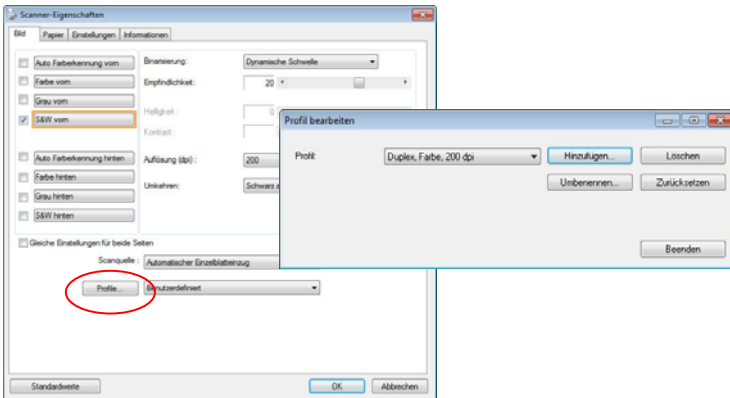 Scanner-Eigenschaften
Bild Papier Einstellungen Informationen
Auto Farberkennung vorn
Farbe vorn
Grau vorn
S&W vorn
Auto Farberkennung hinten
Farbe hinten
Grau hinten
S&W hinten
Binarisierung: Dynamische Schwelle
Empfindlichkeit: 20
Helligkeit : 0
Kontrast :
Auflösung (dpi) : 200
Umkehren: Schwarz a
Gleiche Einstellungen für beide Seiten
Scanquelle : Automatischer Einzelblatteinzug
Profile... Benutzerdefiniert
Standardwerte OK Abbrechen
Profil bearbeiten
Profil: Duplex, Farbe, 200 dpi Hinzufügen... Löschen
Umbenennen... Zurücksetzen
Beenden